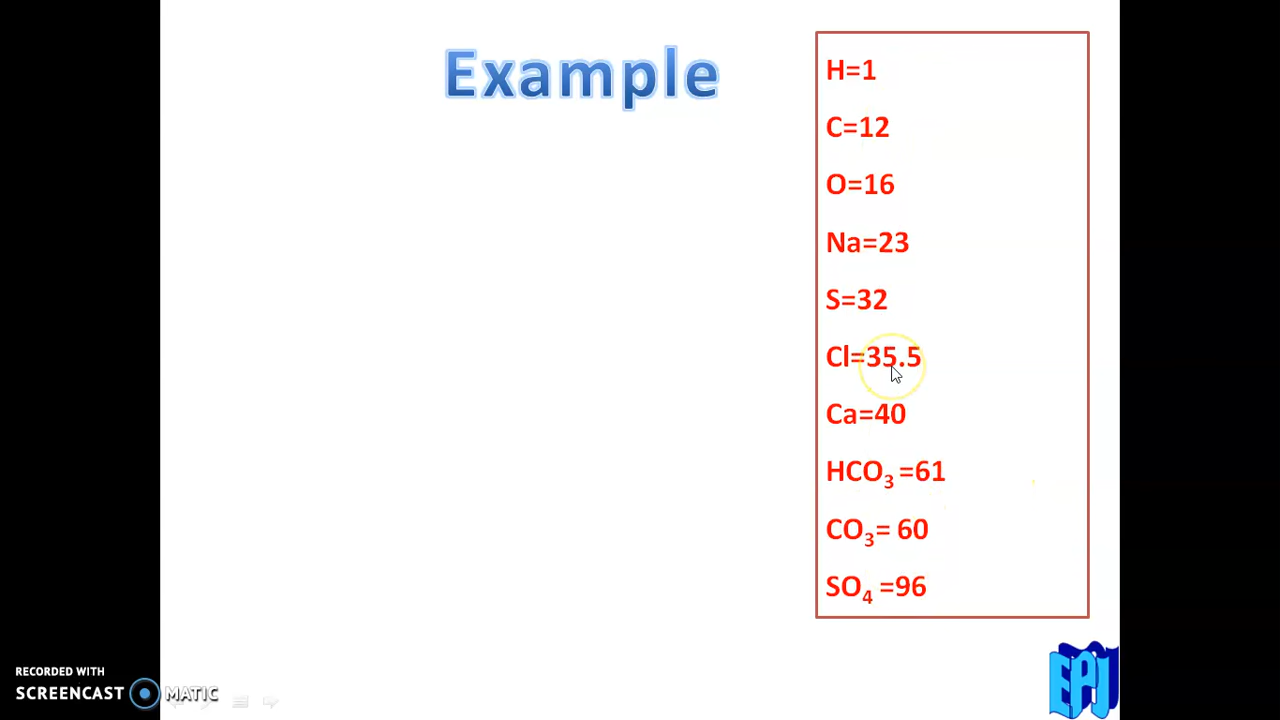 Example
H=1
C=12
O=16
Na=23
S=32
Cl=35.5
Ca=40
HCO₃ =61
CO₃= 60
SO₄ =96
EPJ
RECORDED WITH
SCREENCAST MATIC